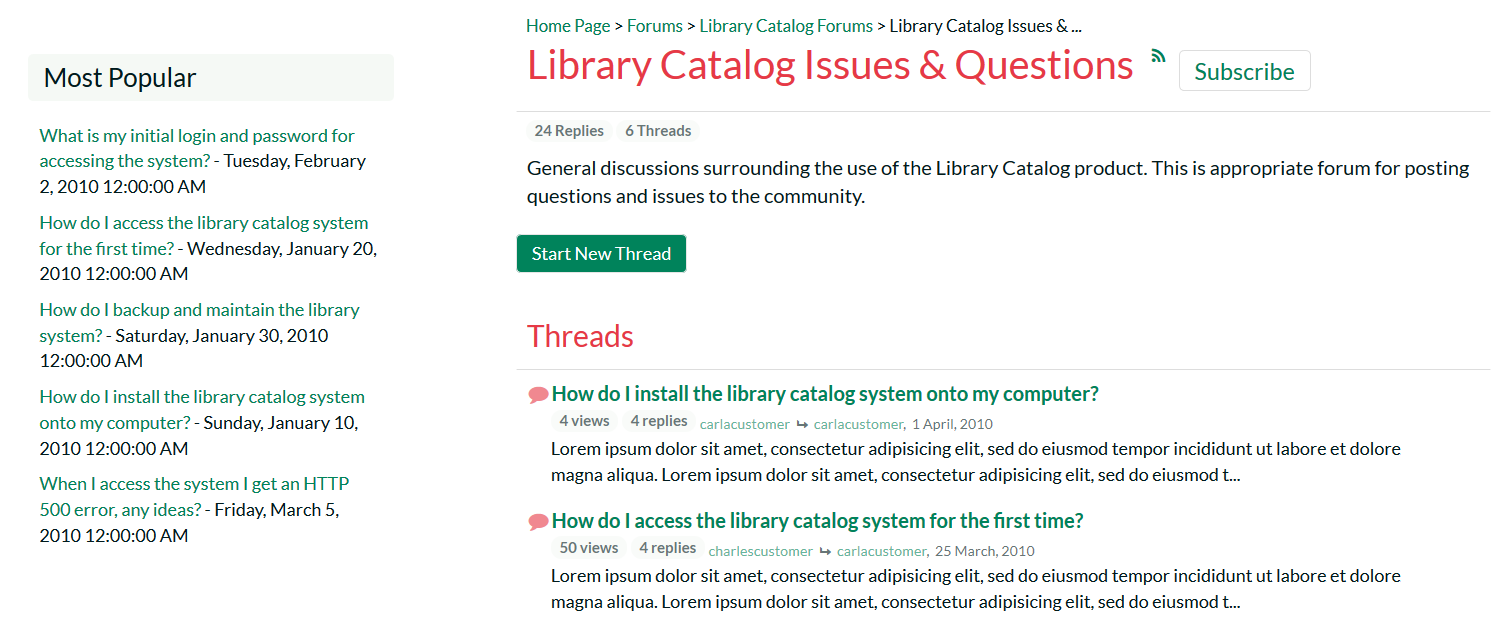 Home Page > Forums > Library Catalog Forums > Library Catalog Issues & ...
Library Catalog Issues & Questions
Subscribe
24 Replies 6 Threads
General discussions surrounding the use of the Library Catalog product. This is appropriate forum for posting
questions and issues to the community.
Start New Thread
Threads
How do I install the library catalog system onto my computer?
4 views 4 replies carlacustomer ↪ carlacustomer, 1 April, 2010
Lorem ipsum dolor sit amet, consectetur adipisicing elit, sed do eiusmod tempor incididunt ut labore et dolore
magna aliqua. Lorem ipsum dolor sit amet, consectetur adipisicing elit, sed do eiusmod t...
How do I access the library catalog system for the first time?
50 views 4 replies charlescustomer ↪ carlacustomer, 25 March, 2010
Lorem ipsum dolor sit amet, consectetur adipisicing elit, sed do eiusmod tempor incididunt ut labore et dolore
magna aliqua. Lorem ipsum dolor sit amet, consectetur adipisicing elit, sed do eiusmod t...
Most Popular
What is my initial login and password for
accessing the system? - Tuesday, February
2, 2010 12:00:00 AM
How do I access the library catalog system
for the first time? - Wednesday, January 20,
2010 12:00:00 AM
How do I backup and maintain the library
system? - Saturday, January 30, 2010
12:00:00 AM
How do I install the library catalog system
onto my computer? - Sunday, January 10,
2010 12:00:00 AM
When I access the system I get an HTTP
500 error, any ideas? - Friday, March 5,
2010 12:00:00 AM